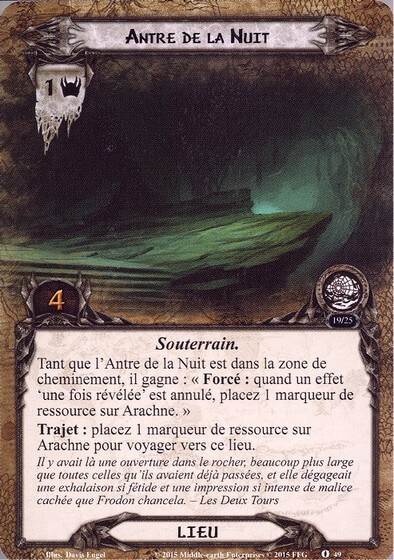 Antre de la Nuit
1
4
19/25
Souterrain.
Tant que l'Antre de la Nuit est dans la zone de
cheminement, il gagne : « Forcé : quand un effet
'une fois révélée' est annulé, placez 1 marqueur de
ressource sur Arachne. »
Trajet : placez 1 marqueur de ressource sur
Arachne pour voyager vers ce lieu.
Il y avait là une ouverture dans le rocher, beaucoup plus large
que toutes celles qu'ils avaient déjà passées, et elle dégageait
une exhalaison si fétide et une impression si intense de malice
cachée que Frodon chancela. – Les Deux Tours
LIEU
Illus. Davis Engel © 2015 Middle-earth Enterprises © 2015 FFG 49